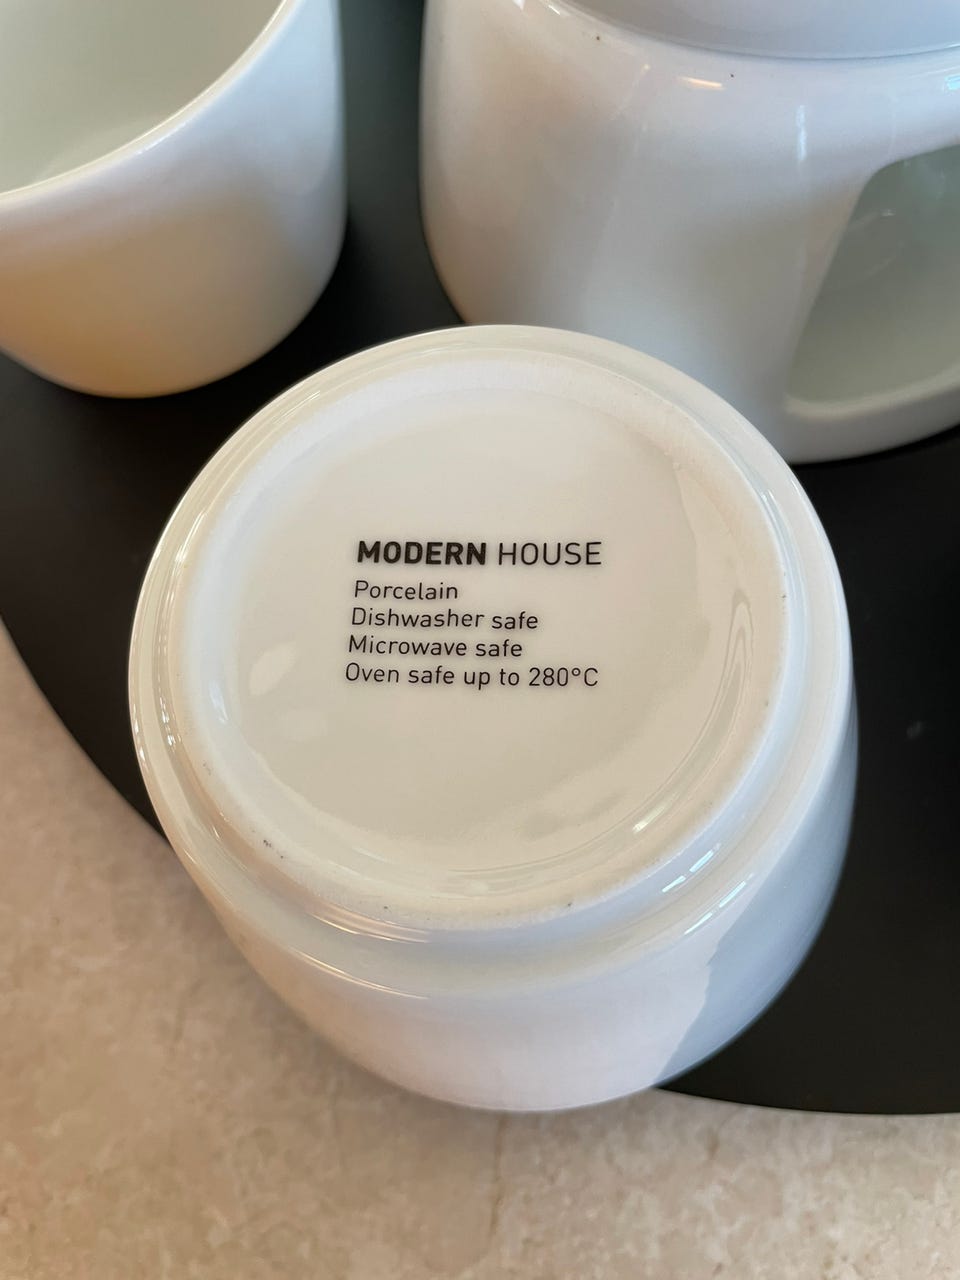 MODERN HOUSE
Porcelain
Dishwasher safe
Microwave safe
Oven safe up to 280°C